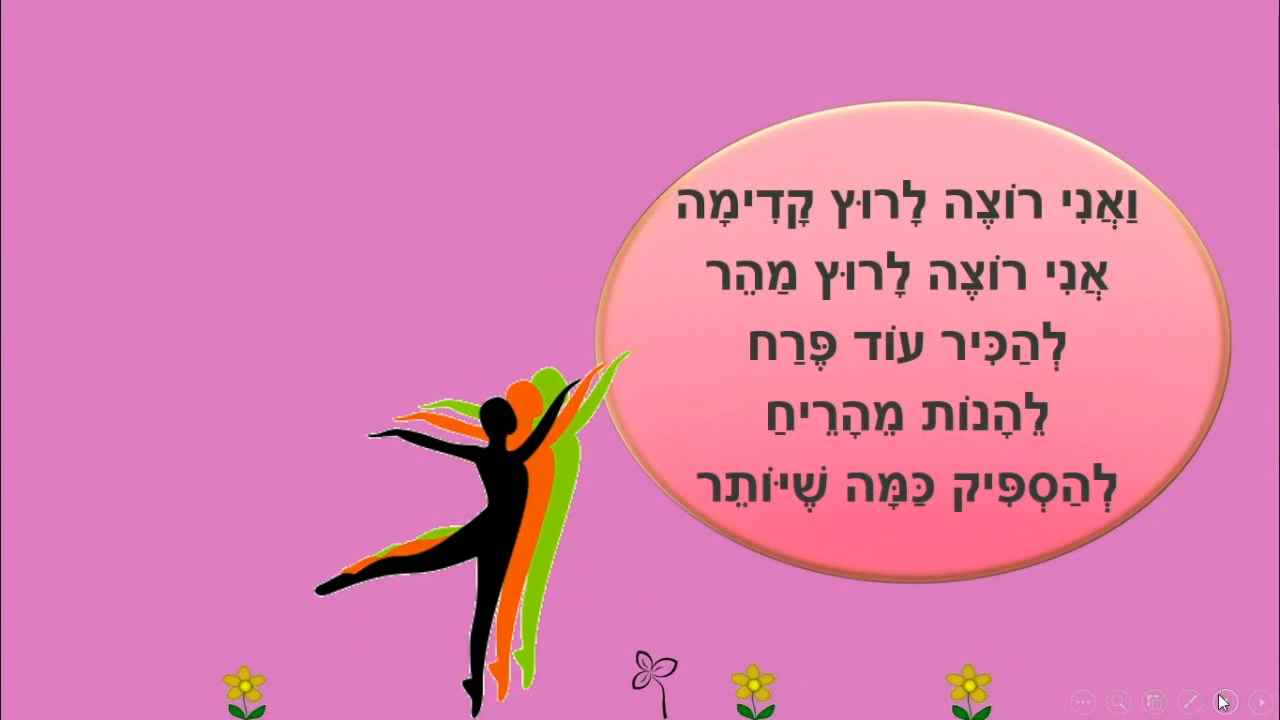 וַאֲנִי רוֹצֶה לָרוּץ קָדִימָה
אֲנִי רוֹצֶה לָרוּץ מַהֵר
לְהַכִּיר עוֹד פֶּרַח
לֵהָנוֹת מֵהָרֵיחַ
לְהַסְפִּיק כַּמָּה שֶׁיּוֹתֵר